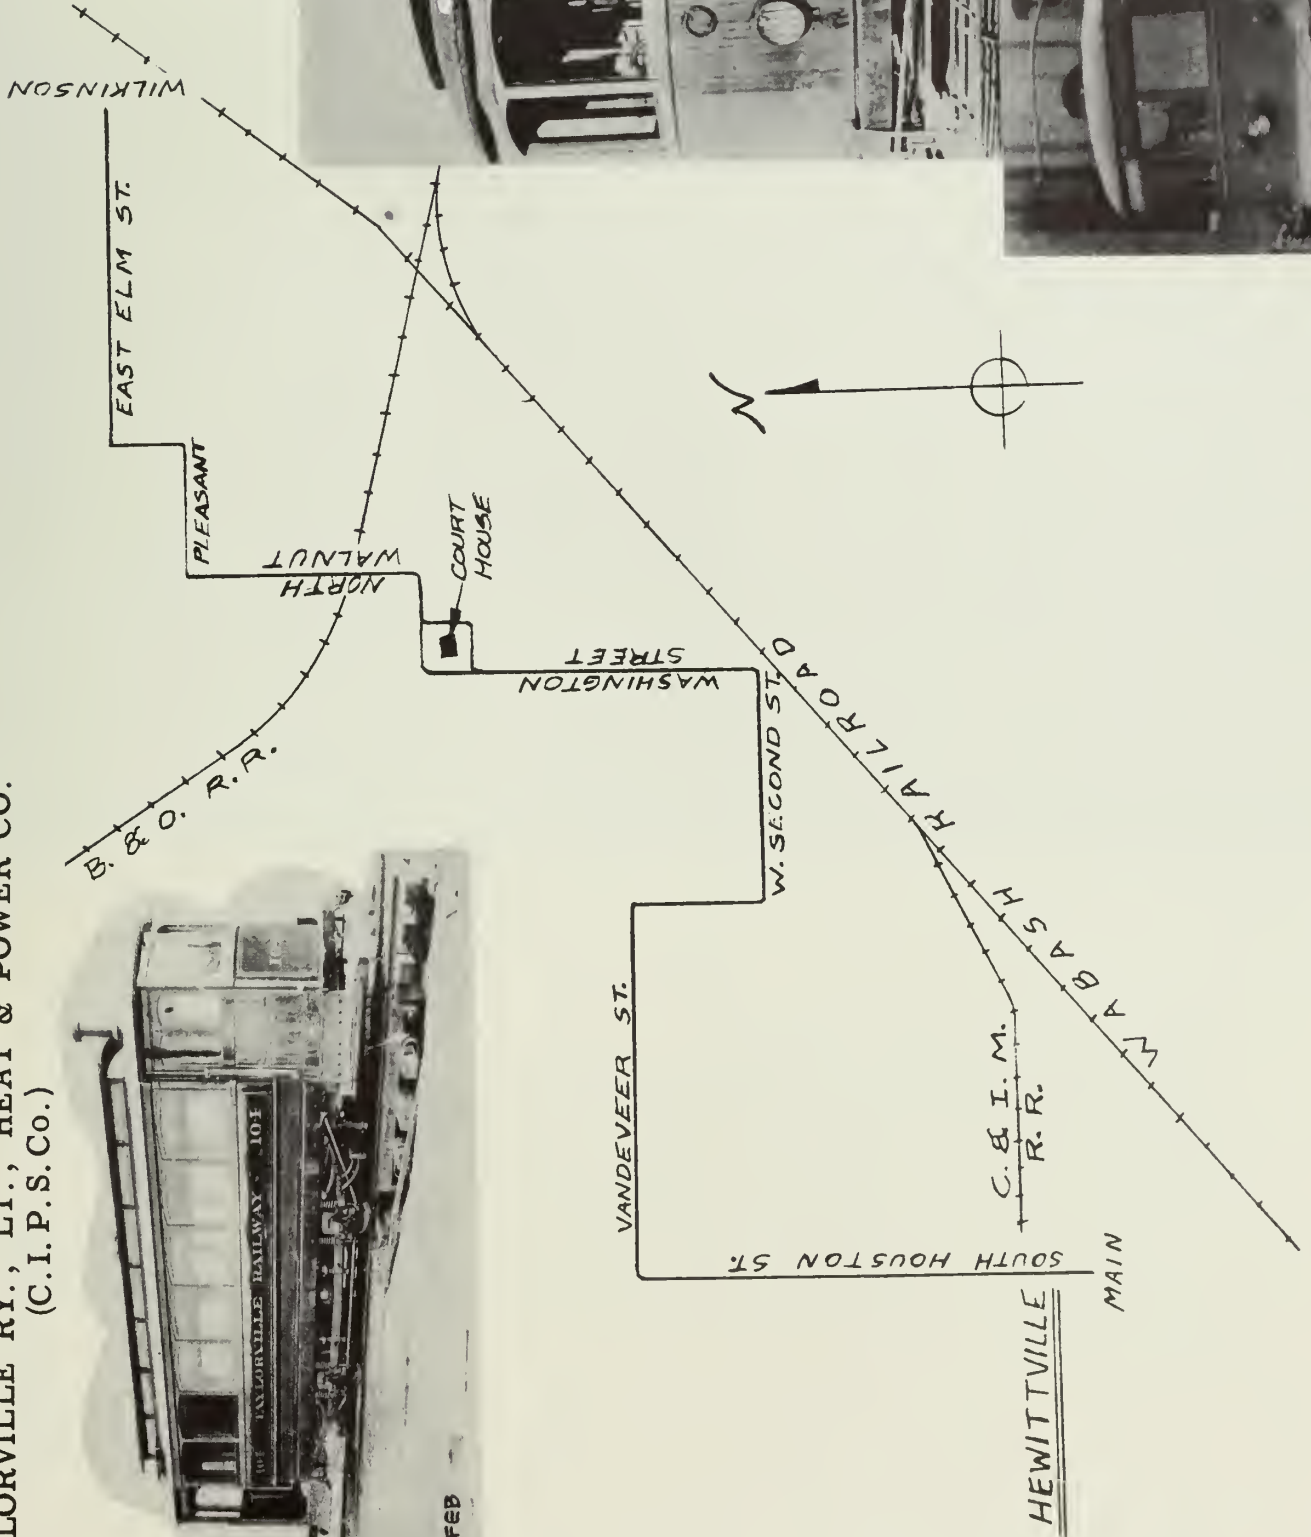 LORVILLE RY., LT., HEAT & POWER CO.
(C.I.P.S.Co.)
WILKINSON
EAST ELM ST.
PLEASANT
NORTH
WALNUT
COURT
HOUSE
B. & O. R.R.
WASHINGTON
STREET
W. SECOND ST.
N
WABASH RAILROAD
VANDEVEER ST.
C. & I. M.
R. R.
SOUTH HOUSTON ST.
MAIN
HEWITTVILLE
TAYLORVILLE RAILWAY 104
104
FEB